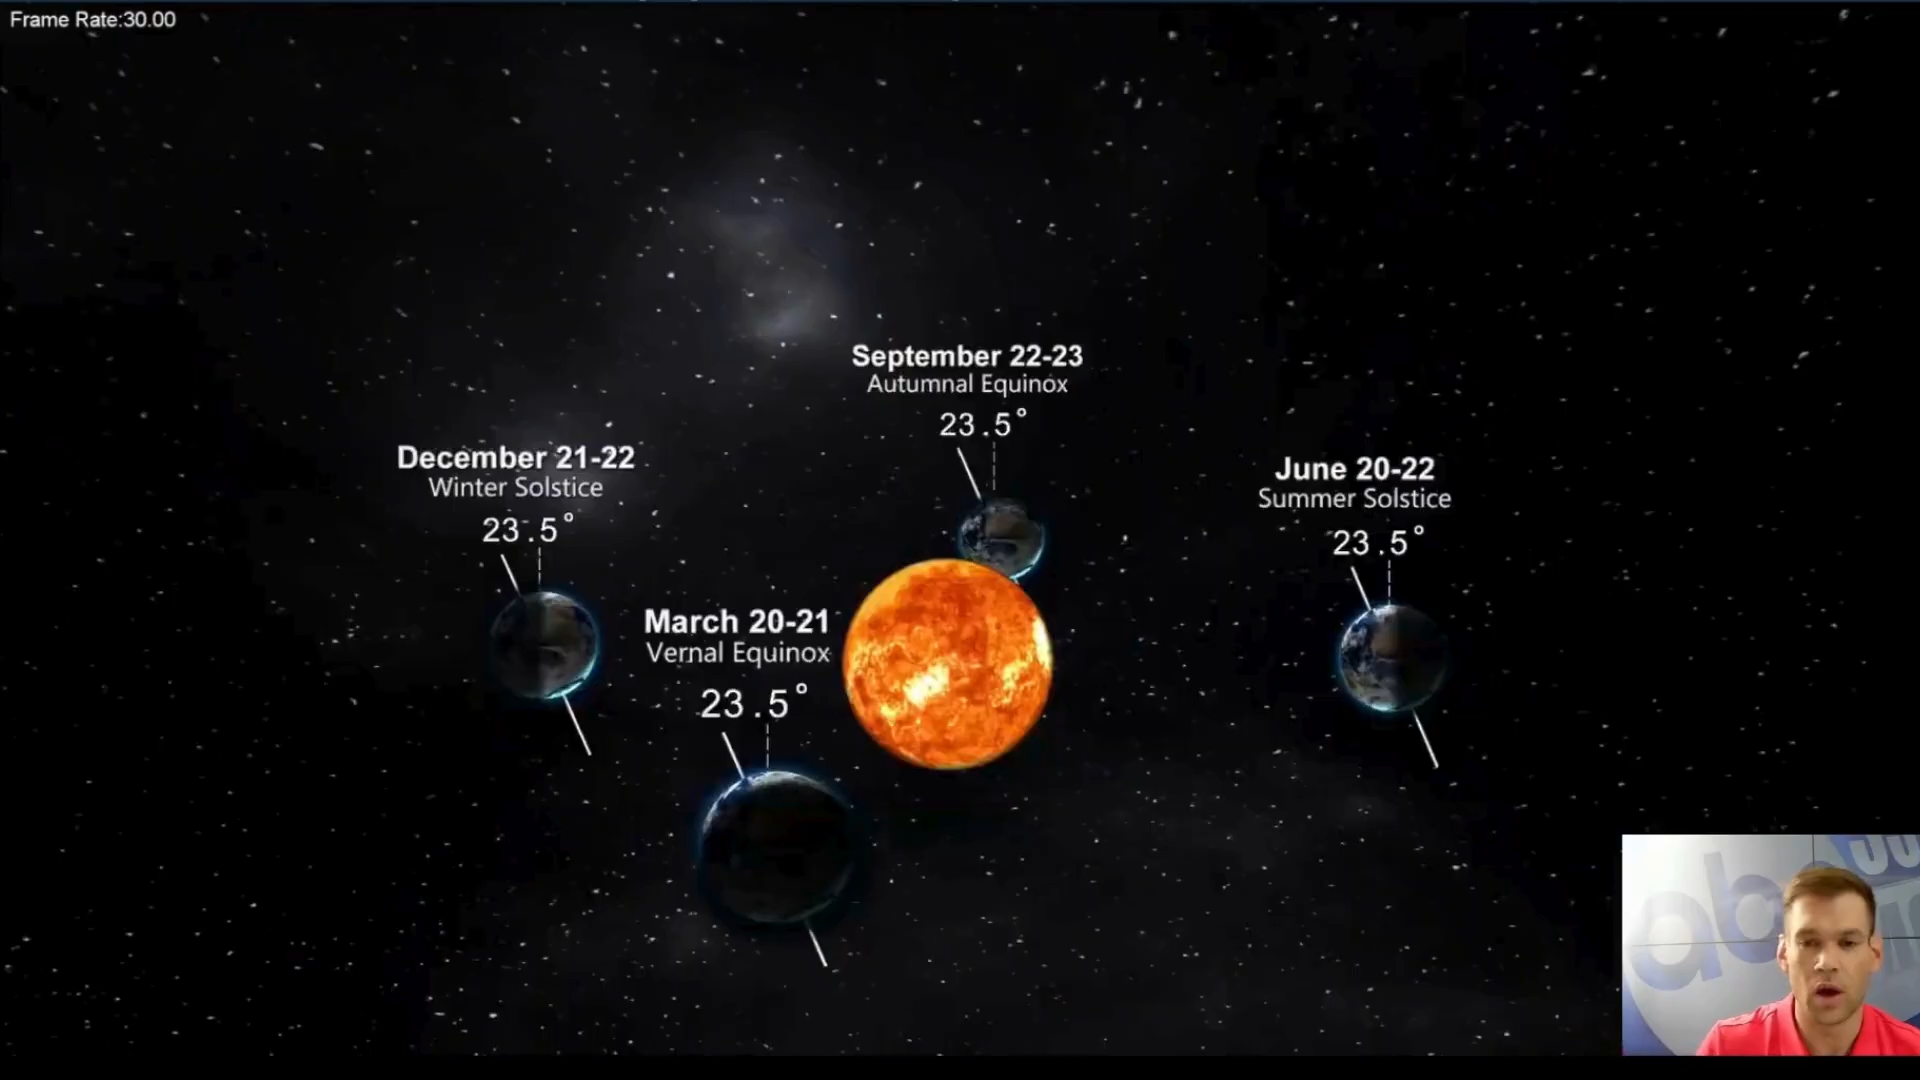 Frame Rate:30.00
September 22-23
Autumnal Equinox
23.5°
December 21-22
Winter Solstice
23.5°
June 20-22
Summer Solstice
23.5°
March 20-21
Vernal Equinox
23.5°
abc